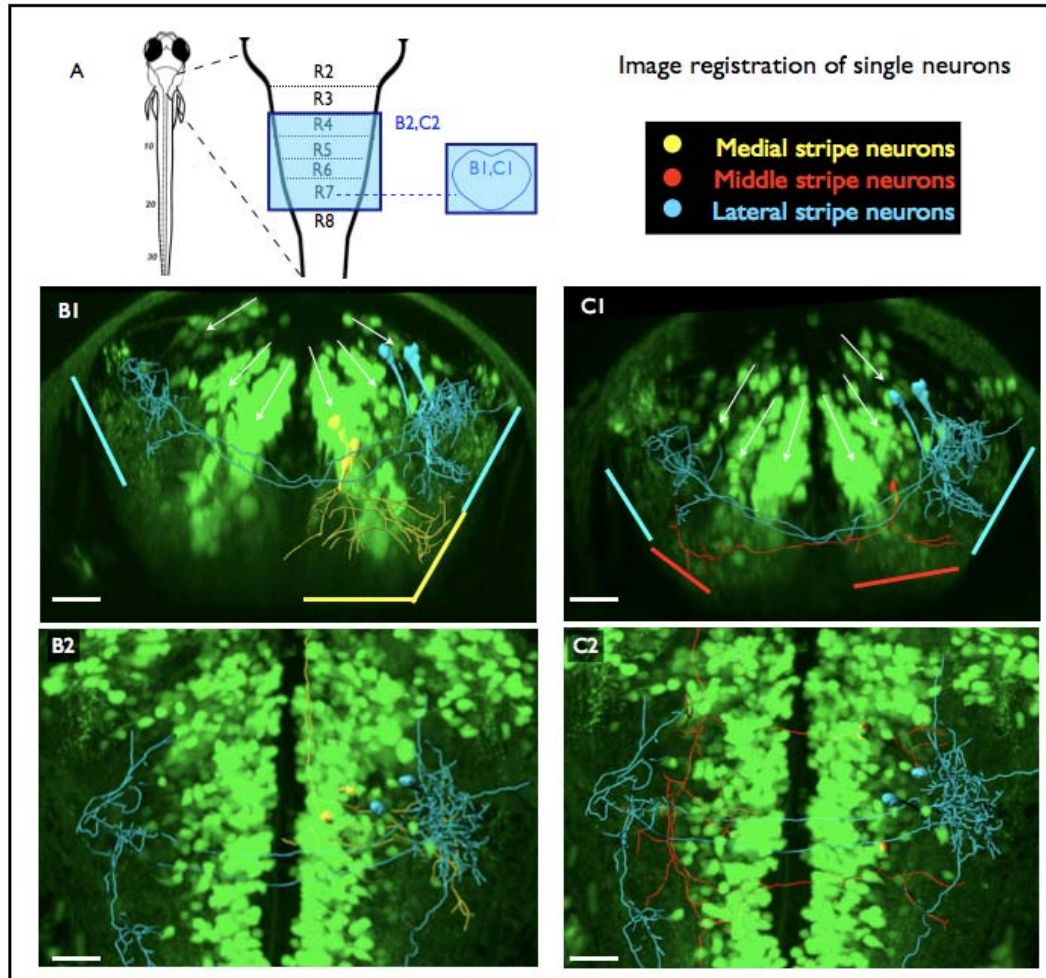 A
10
20
30
R2
R3
R4
R5
R6
R7
R8
B2,C2
B1,C1
Image registration of single neurons
Medial stripe neurons
Middle stripe neurons
Lateral stripe neurons
B1
C1
B2
C2